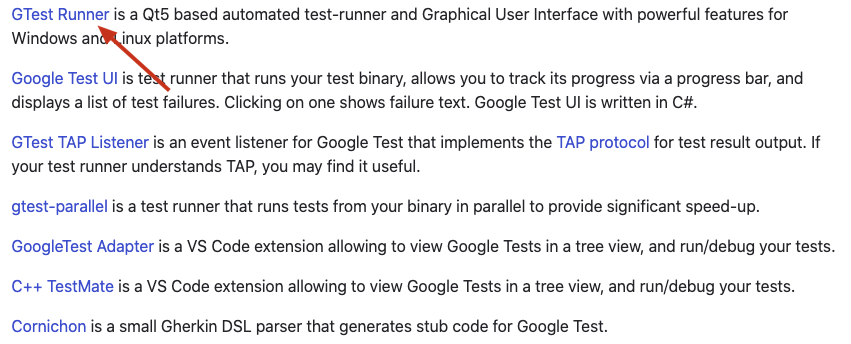 GTest Runner is a Qt5 based automated test-runner and Graphical User Interface with powerful features for
Windows and Linux platforms.
Google Test UI is test runner that runs your test binary, allows you to track its progress via a progress bar, and
displays a list of test failures. Clicking on one shows failure text. Google Test UI is written in C#.
GTest TAP Listener is an event listener for Google Test that implements the TAP protocol for test result output. If
your test runner understands TAP, you may find it useful.
gtest-parallel is a test runner that runs tests from your binary in parallel to provide significant speed-up.
GoogleTest Adapter is a VS Code extension allowing to view Google Tests in a tree view, and run/debug your tests.
C++ TestMate is a VS Code extension allowing to view Google Tests in a tree view, and run/debug your tests.
Cornichon is a small Gherkin DSL parser that generates stub code for Google Test.